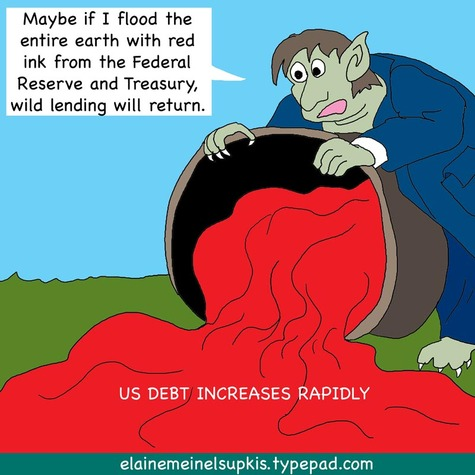 Maybe if I flood the
entire earth with red
ink from the Federal
Reserve and Treasury,
wild lending will return.
US DEBT INCREASES RAPIDLY
elainemeinelsupkis.typepad.com